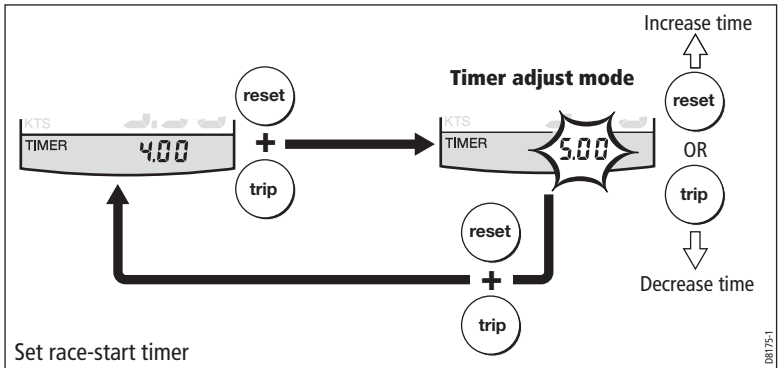 Increase time
Timer adjust mode
reset
reset
KTS
TIMER 4.00
+
trip
KTS
TIMER 5.00
OR
trip
reset
+
trip
Decrease time
Set race-start timer
D8175-1